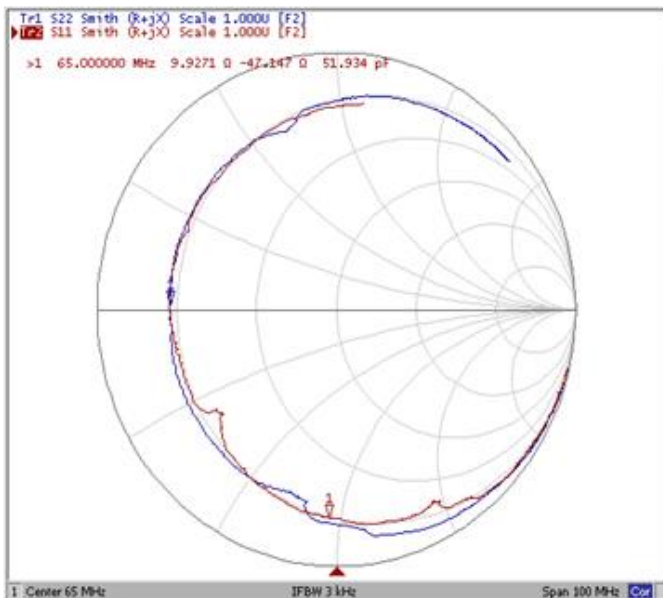 Tr1 S22 Smith (R+jX) Scale 1.000U [F2]
Tr2 S11 Smith (R+jX) Scale 1.000U [F2]
>1 65.000000 MHz 9.9271 Ω -47.147 Ω 51.934 pF
1
1 Center 65 MHz IFBW 3 kHz Span 100 MHz Cor